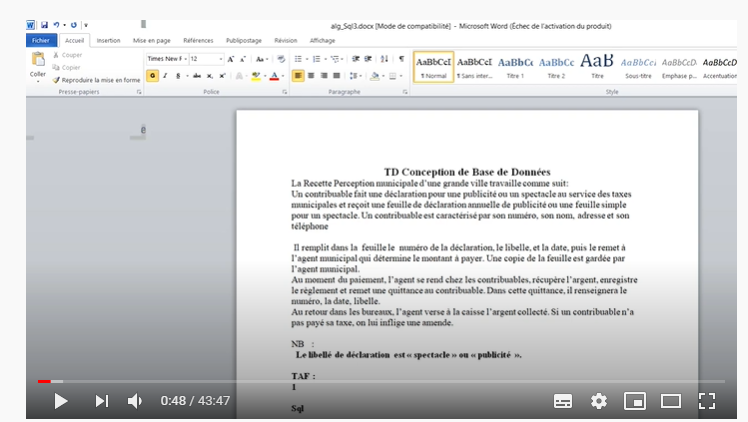 alg_Sql3.docx [Mode de compatibilité] - Microsoft Word (Échec de l'activation du produit)
Fichier Accueil Insertion Mise en page Références Publipostage Révision Affichage
Couper
Copier
Coller
Reproduire la mise en forme
Times New F 12
AaBbCcI AaBbCcI AaBbCc AaBbCc AaB AaBbCci AaBbCcD AaBbCcD
¶ Normal ¶ Sans inter... Titre 1 Titre 2 Titre Sous-titre Emphase p... Accentuation
Presse-papiers Police Paragraphe Style
TD Conception de Base de Données
La Recette Perception municipale d'une grande ville travaille comme suit:
Un contribuable fait une déclaration pour une publicité ou un spectacle au service des taxes
municipales et reçoit une feuille de déclaration annuelle de publicité ou une feuille simple
pour un spectacle. Un contribuable est caractérisé par son numéro, son nom, adresse et son
téléphone
Il remplit dans la feuille le numéro de la déclaration, le libelle, et la date, puis le remet à
l'agent municipal qui détermine le montant à payer. Une copie de la feuille est gardée par
l'agent municipal.
Au moment du paiement, l'agent se rend chez les contribuables, récupère l'argent, enregistre
le règlement et remet une quittance au contribuable. Dans cette quittance, il renseignera le
numéro, la date, libelle.
Au retour dans les bureaux, l'agent verse à la caisse l'argent collecté. Si un contribuable n'a
pas payé sa taxe, on lui inflige une amende.
NB :
Le libellé de déclaration est « spectacle » ou « publicité ».
TAF :
1
Sql
0:48 / 43:47